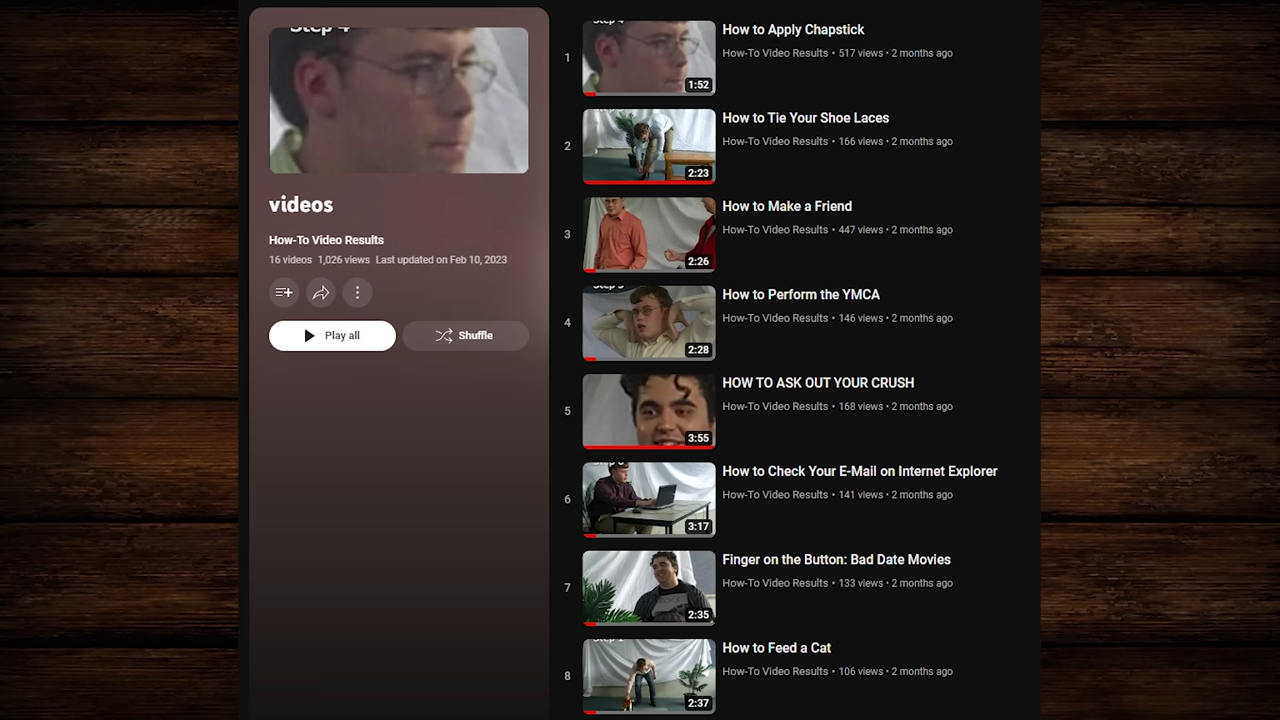 Step 4
videos
How-To Video Results
16 videos 1,026 views Last updated on Feb 10, 2023
Play all
Shuffle
1
Step 4
1:52
How to Apply Chapstick
How-To Video Results • 517 views • 2 months ago
2
2:23
How to Tie Your Shoe Laces
How-To Video Results • 166 views • 2 months ago
3
2:26
How to Make a Friend
How-To Video Results • 447 views • 2 months ago
4
2:28
How to Perform the YMCA
How-To Video Results • 146 views • 2 months ago
5
3:55
HOW TO ASK OUT YOUR CRUSH
How-To Video Results • 168 views • 2 months ago
6
3:17
How to Check Your E-Mail on Internet Explorer
How-To Video Results • 141 views • 2 months ago
7
2:35
Finger on the Button: Bad Date Movies
How-To Video Results • 133 views • 2 months ago
8
2:37
How to Feed a Cat
How-To Video Results • 106 views • 2 months ago